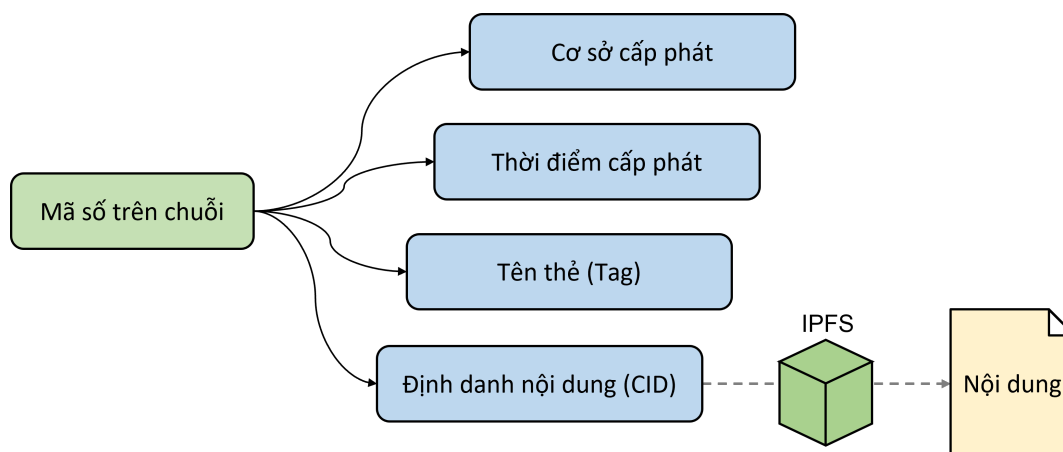 Cơ sở cấp phát
Thời điểm cấp phát
Mã số trên chuỗi
Tên thẻ (Tag)
IPFS
Định danh nội dung (CID)
Nội dung